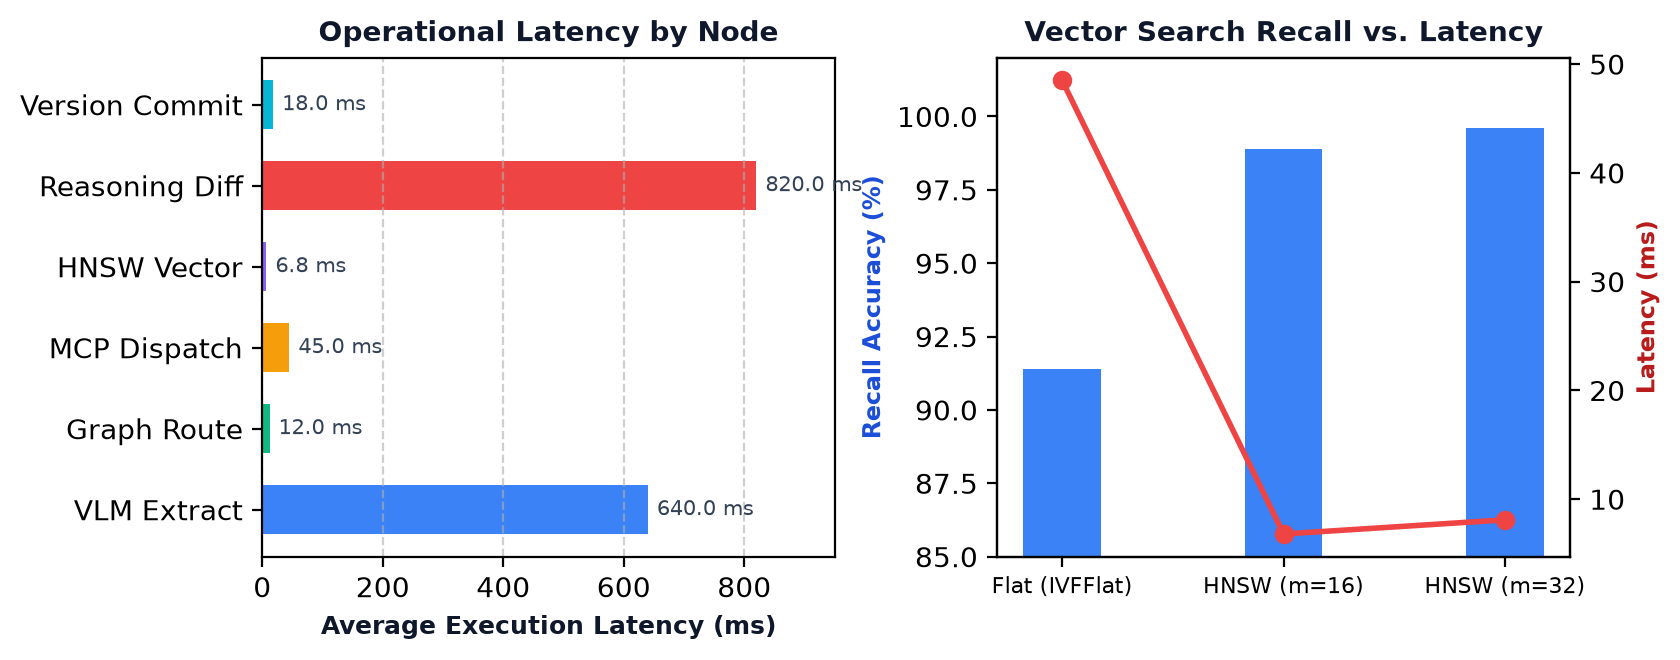 Operational Latency by Node
Version Commit
18.0 ms
Reasoning Diff
820.0 ms
HNSW Vector
6.8 ms
MCP Dispatch
45.0 ms
Graph Route
12.0 ms
VLM Extract
640.0 ms
0 200 400 600 800
Average Execution Latency (ms)
Vector Search Recall vs. Latency
Recall Accuracy (%)
100.0
97.5
95.0
92.5
90.0
87.5
85.0
50
40
30
20
10
Latency (ms)
Flat (IVFFlat) HNSW (m=16) HNSW (m=32)